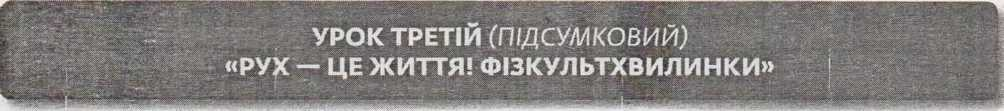 УРОК ТРЕТІЙ (ПІДСУМКОВИЙ)
«РУХ — ЦЕ ЖИТТЯ! ФІЗКУЛЬТХВИЛИНКИ»